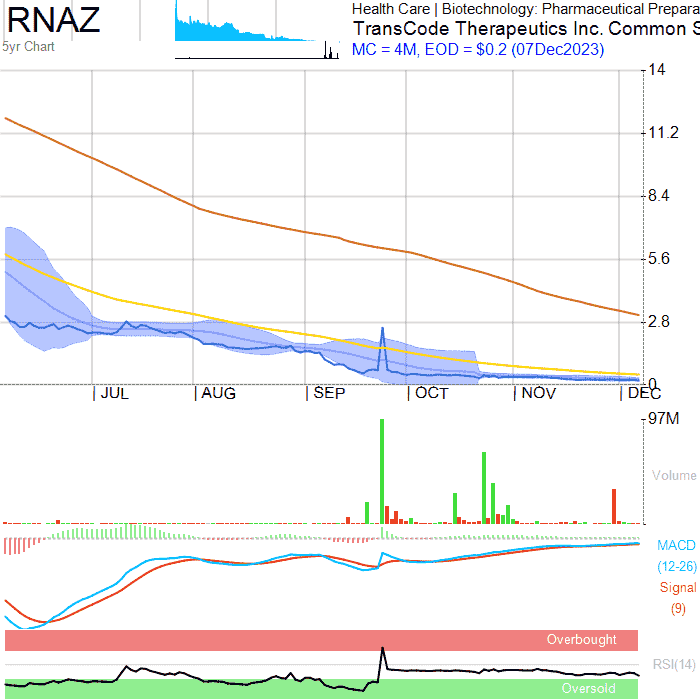 RNAZ
5yr Chart
Health Care | Biotechnology: Pharmaceutical Prepara
TransCode Therapeutics Inc. Common S
MC = 4M, EOD = $0.2 (07Dec2023)
14
11.2
8.4
5.6
2.8
0
JUL AUG SEP OCT NOV DEC
97M
Volume
MACD
(12-26)
Signal
(9)
Overbought
RSI(14)
Oversold